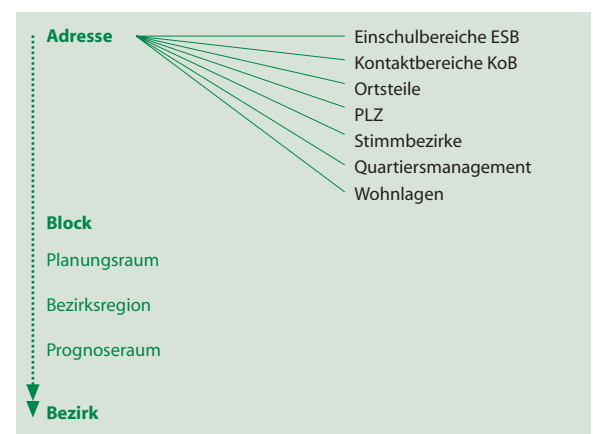 Adresse
Einschulbereiche ESB
Kontaktbereiche KoB
Ortsteile
PLZ
Stimmbezirke
Quartiersmanagement
Wohnlagen
Block
Planungsraum
Bezirksregion
Prognoseraum
Bezirk